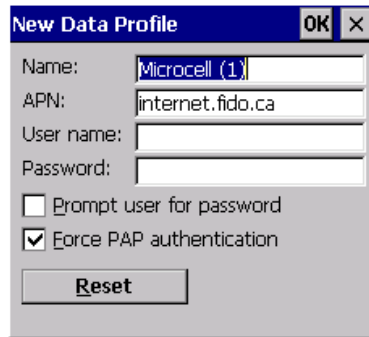 New Data Profile OK ×
Name: Microcell (1)
APN: internet.fido.ca
User name:
Password:
Prompt user for password
Force PAP authentication
Reset